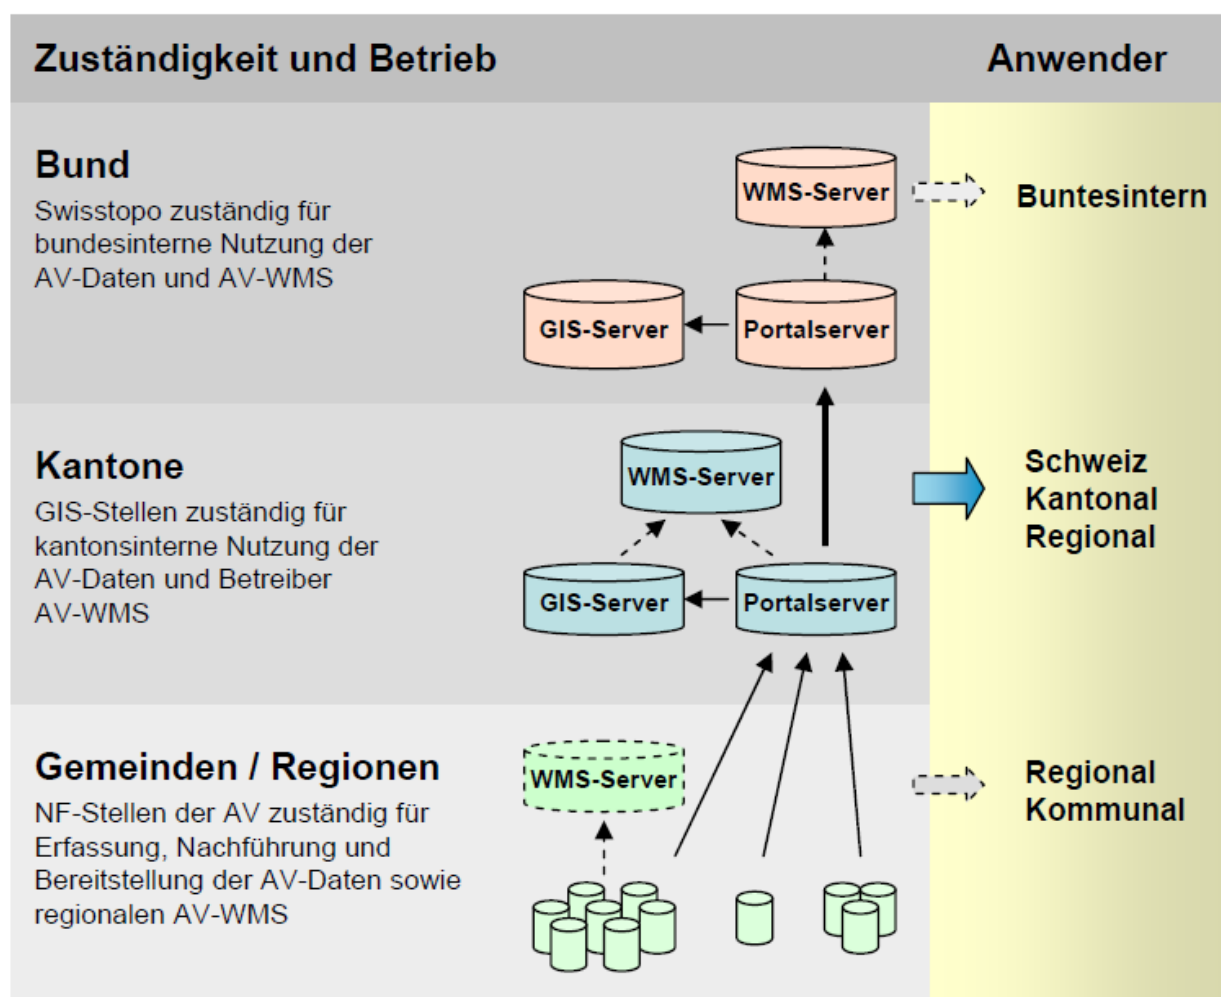 Zuständigkeit und Betrieb
Anwender
Bund
Swisstopo zuständig für
bundesinterne Nutzung der
AV-Daten und AV-WMS
WMS-Server
GIS-Server
Portalserver
Buntesintern
Kantone
GIS-Stellen zuständig für
kantonsinterne Nutzung der
AV-Daten und Betreiber
AV-WMS
WMS-Server
GIS-Server
Portalserver
Schweiz
Kantonal
Regional
Gemeinden / Regionen
NF-Stellen der AV zuständig für
Erfassung, Nachführung und
Bereitstellung der AV-Daten sowie
regionalen AV-WMS
WMS-Server
Regional
Kommunal